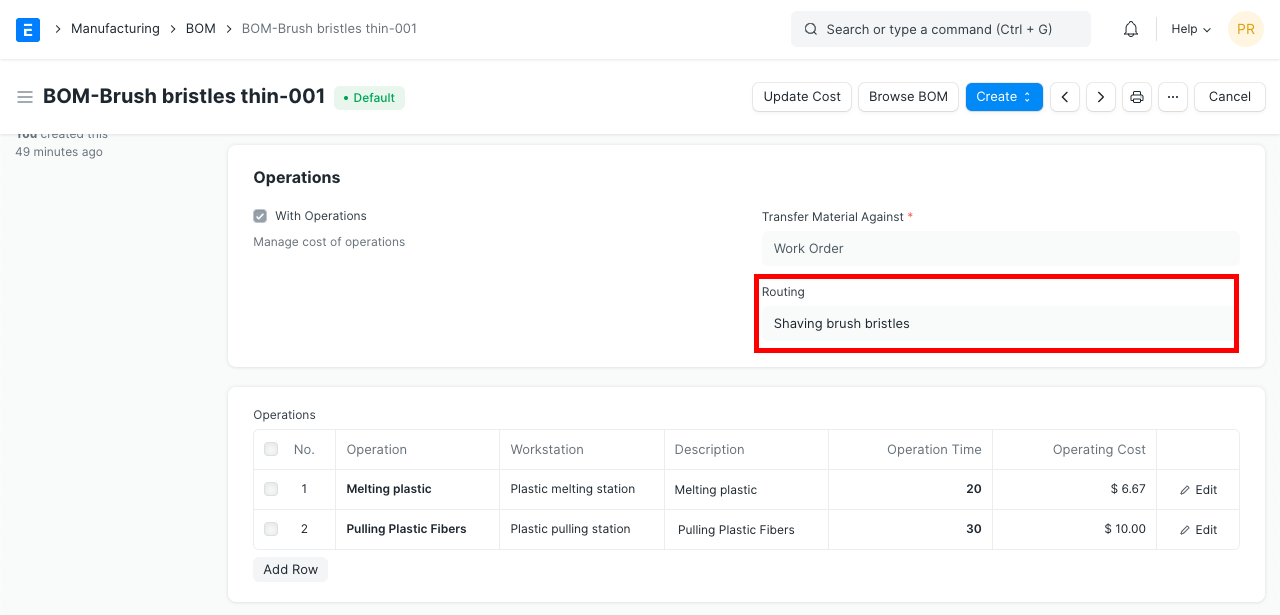 E
Manufacturing
BOM
BOM-Brush bristles thin-001
Search or type a command (Ctrl + G)
Help
PR
BOM-Brush bristles thin-001
Default
Update Cost
Browse BOM
Create
Cancel
You created this
49 minutes ago
Operations
With Operations
Manage cost of operations
Transfer Material Against *
Work Order
Routing
Shaving brush bristles
Operations
No. Operation Workstation Description Operation Time Operating Cost
1 Melting plastic Plastic melting station Melting plastic 20 $ 6.67 Edit
2 Pulling Plastic Fibers Plastic pulling station Pulling Plastic Fibers 30 $ 10.00 Edit
Add Row